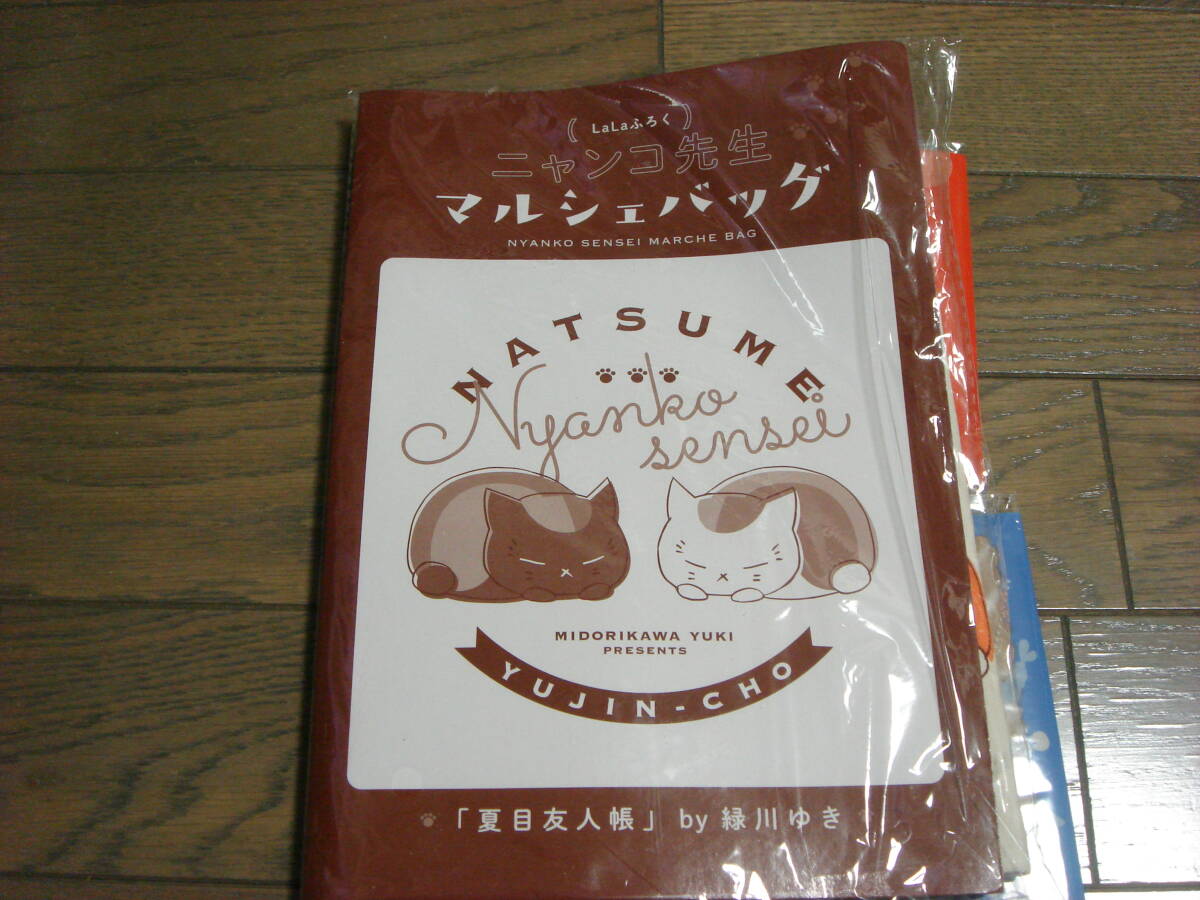 LaLaふろく
ニャンコ先生
マルシェバッグ
NYANKO SENSEI MARCHE BAG
NATSUME
Nyanko
sensei
MIDORIKAWA YUKI
PRESENTS
YUJIN-CHO
「夏目友人帳」 by 緑川ゆき